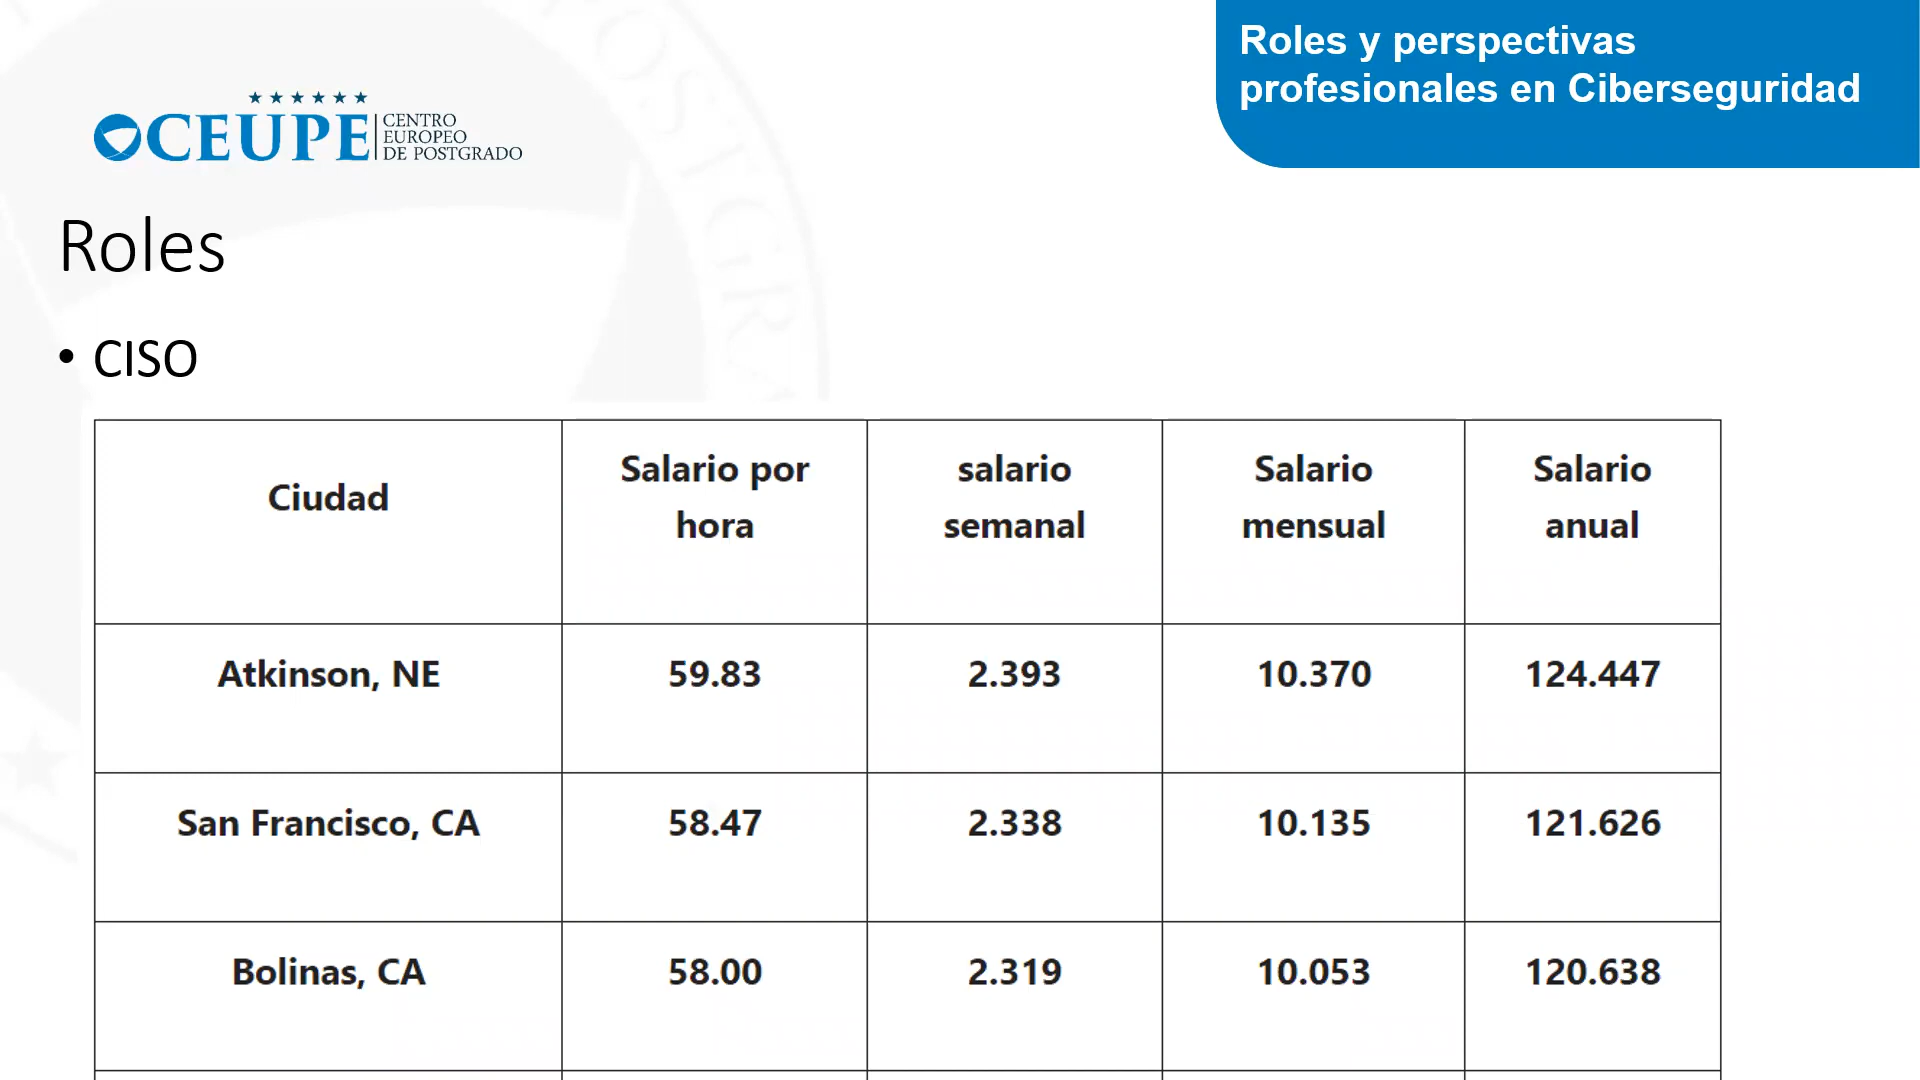 Roles y perspectivas
profesionales en Ciberseguridad
★★★★★★
CEUPE
CENTRO
EUROPEO
DE POSTGRADO
Roles
• CISO
Ciudad | Salario por hora | salario semanal | Salario mensual | Salario anual
Atkinson, NE | 59.83 | 2.393 | 10.370 | 124.447
San Francisco, CA | 58.47 | 2.338 | 10.135 | 121.626
Bolinas, CA | 58.00 | 2.319 | 10.053 | 120.638